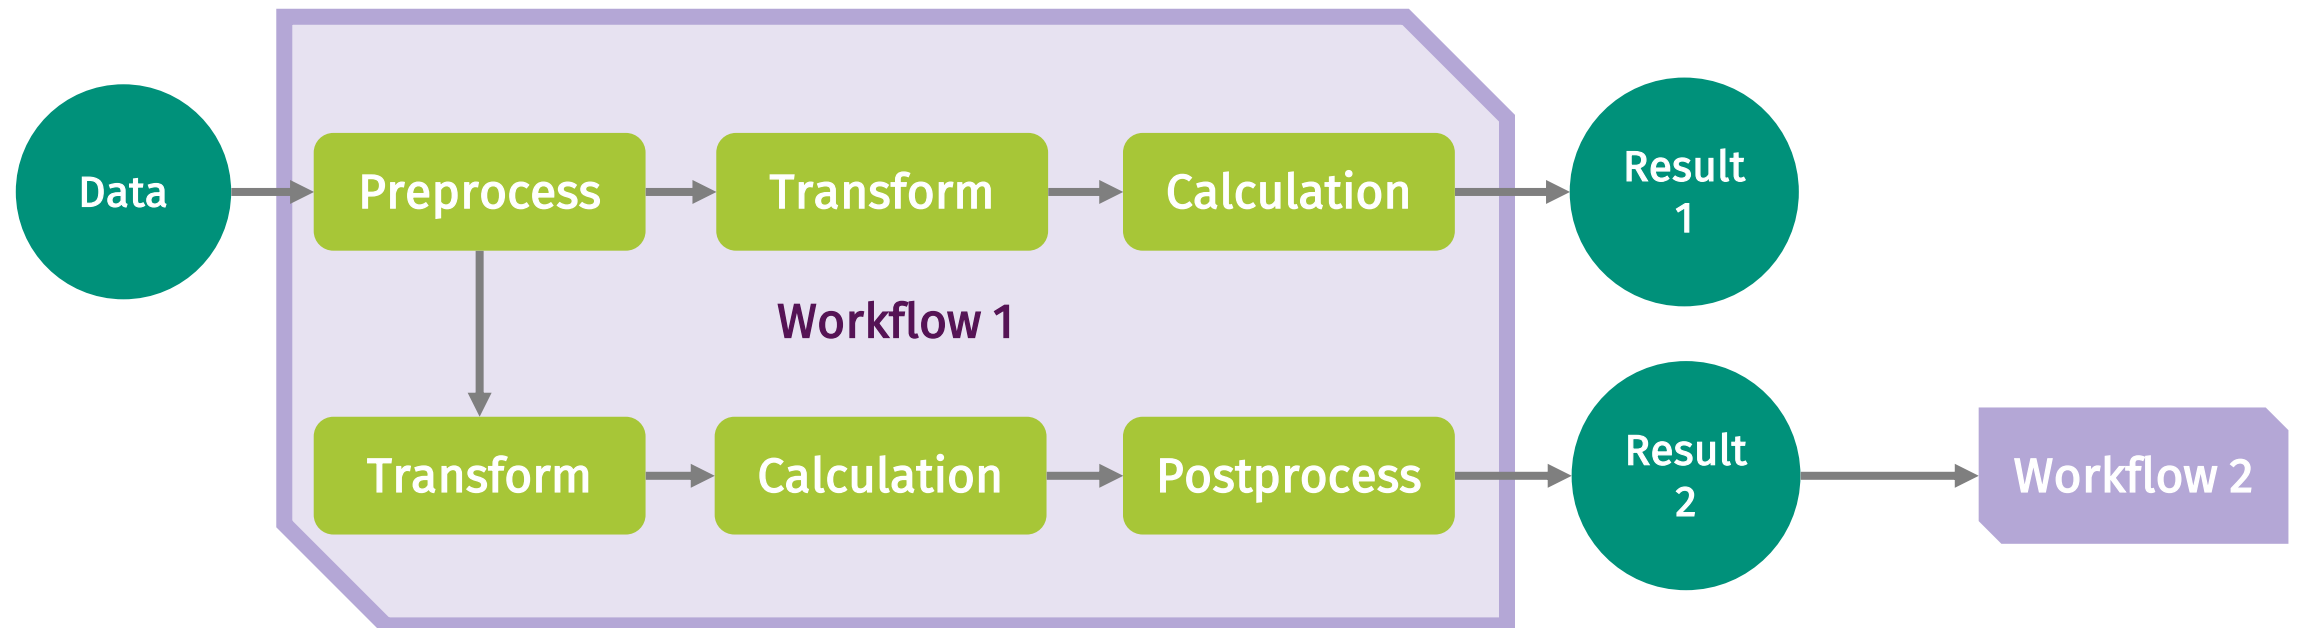 Data
Preprocess
Transform
Calculation
Result
1
Workflow 1
Transform
Calculation
Postprocess
Result
2
Workflow 2